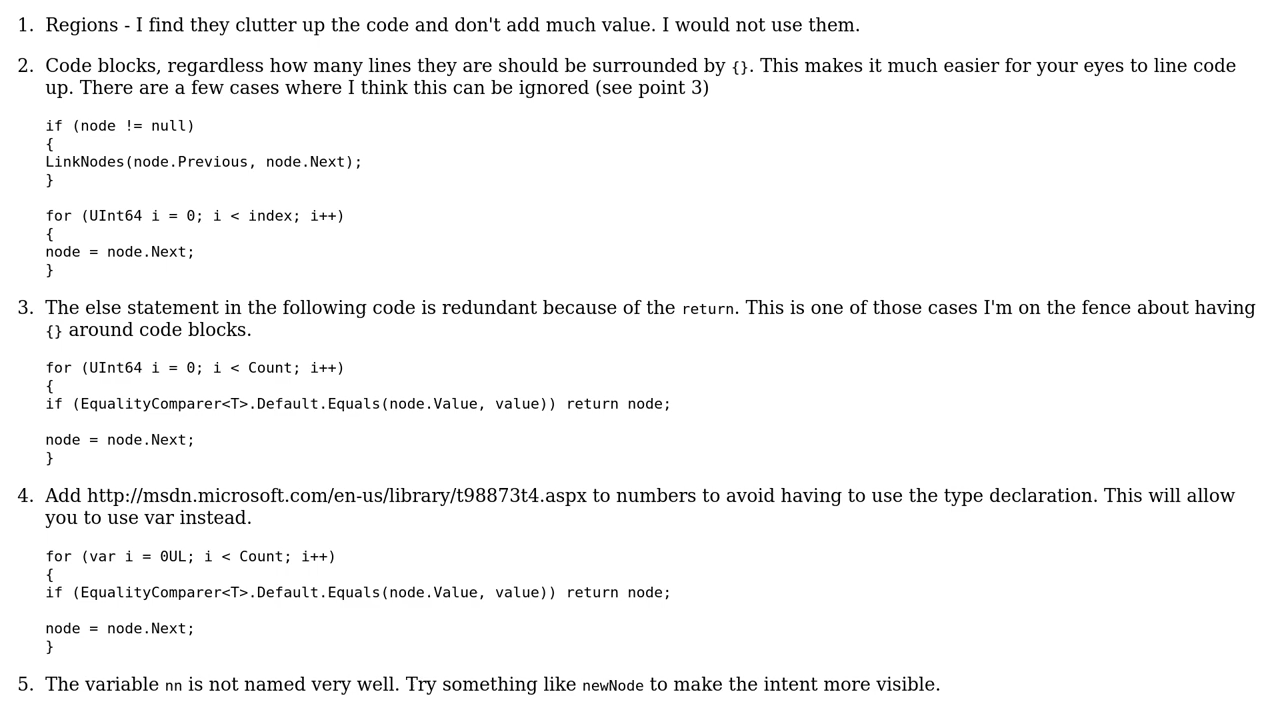 1. Regions - I find they clutter up the code and don't add much value. I would not use them.
2. Code blocks, regardless how many lines they are should be surrounded by {}. This makes it much easier for your eyes to line code
up. There are a few cases where I think this can be ignored (see point 3)
if (node != null)
{
LinkNodes(node.Previous, node.Next);
}
for (UInt64 i = 0; i < index; i++)
{
node = node.Next;
}
3. The else statement in the following code is redundant because of the return. This is one of those cases I'm on the fence about having
{} around code blocks.
for (UInt64 i = 0; i < Count; i++)
{
if (EqualityComparer<T>.Default.Equals(node.Value, value)) return node;
node = node.Next;
}
4. Add http://msdn.microsoft.com/en-us/library/t98873t4.aspx to numbers to avoid having to use the type declaration. This will allow
you to use var instead.
for (var i = 0UL; i < Count; i++)
{
if (EqualityComparer<T>.Default.Equals(node.Value, value)) return node;
node = node.Next;
}
5. The variable nn is not named very well. Try something like newNode to make the intent more visible.